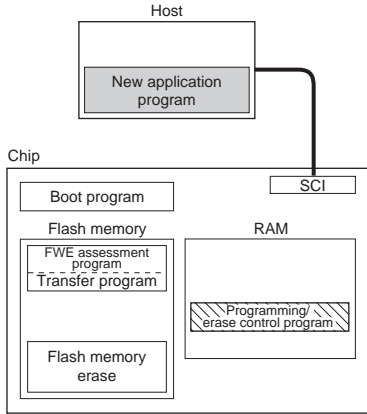 Host
New application
program
Chip
SCI
Boot program
Flash memory
RAM
FWE assessment
program
Transfer program
Programming/
erase control program
Flash memory
erase